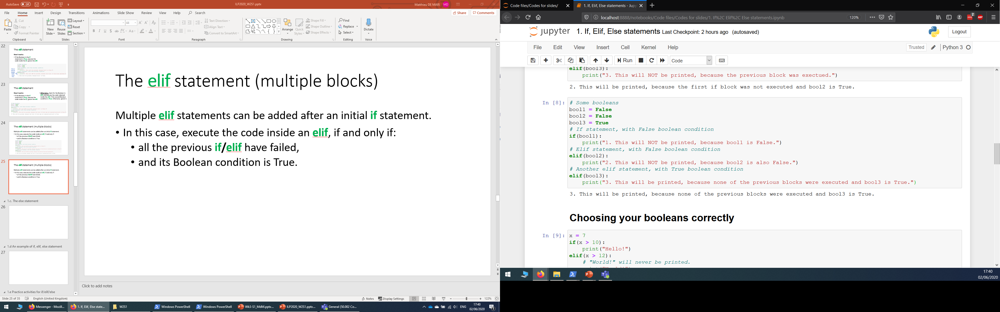 AutoSave Off
ILP2020_W2S1.pptx
Matthieu DE MARI MD
File Home Insert Design Transitions Animations Slide Show Review View Help Search
Share Comments
Paste
Cut
Copy
Format Painter
Clipboard
New Slide
Reuse Slides
Layout
Reset
Section
Slides
44
Font
Text Direction
Align Text
Convert to SmartArt
Paragraph
Arrange
Quick Styles
Shape Fill
Shape Outline
Shape Effects
Drawing
Find
Replace
Select
Editing
Dictate
Voice
22
The elif statement
How it works:
• If the Boolean in the if
statement is True, execute the
code inside the if, ignore the elif.
23
The elif statement
How it works:
• If the Boolean in the if
statement is True, execute the
code inside the if, ignore the elif.
• Otherwise, check for the Boolean in
elif, and execute the code indented
inside the elif, if this second Boolean
condition is True. Otherwise, ignore it.
24
The elif statement (multiple blocks)
Multiple elif statements can be added after an initial if statement.
• In this case, execute the code inside an elif, if and only if:
• all the previous if/elif have failed,
• and its Boolean condition is True.
25
The elif statement (multiple blocks)
Multiple elif statements can be added after an initial if statement.
• In this case, execute the code inside an elif, if and only if:
• all the previous if/elif have failed,
• and its Boolean condition is True.
1.c. The else statement
26
1.d An example of if, elif, else statement
27
1.e Practice activities for if/elif/else
The elif statement (multiple blocks)
Multiple elif statements can be added after an initial if statement.
• In this case, execute the code inside an elif, if and only if:
• all the previous if/elif have failed,
• and its Boolean condition is True.
Click to add notes
Slide 25 of 35 English (United Kingdom)
Notes Display Settings 122%
Messenger - Mozill...
1. If, Elif, Else state...
W2S1
Windows PowerShell
Windows PowerShell
Wk3-S1_MdM.pptx...
ILP2020_W2S1.pptx...
General (50.002 Co...
ENG
17:40
02/06/2020
Code files/Codes for slides/
1. If, Elif, Else statements - Jupy
localhost:8888/notebooks/Code files/Codes for slides/1. If%2C Elif%2C Else statements.ipynb
120%
2
ABP
jupyter 1. If, Elif, Else statements Last Checkpoint: 2 hours ago (autosaved)
Logout
File Edit View Insert Cell Kernel Help
Trusted Python 3
Run
Code
elif(bool3):
print("3. This will NOT be printed, because the previous block was exectued.")
2. This will be printed, because the first if block was not executed and bool2 is True.
In [8]:
# Some booleans
bool1 = False
bool2 = False
bool3 = True
# If statement, with False boolean condition
if(bool1):
print("1. This will NOT be printed, because bool1 is False.")
# Elif statement, with False boolean condition
elif(bool2):
print("2. This will NOT be printed, because bool2 is also False.")
# Another elif statement, with True boolean condition
elif(bool3):
print("3. This will be printed, because none of the previous blocks were executed and bool3 is True.")
3. This will be printed, because none of the previous blocks were executed and bool3 is True.
Choosing your booleans correctly
In [9]:
x = 7
if(x > 10):
print("Hello!")
elif(x > 12):
# "World!" will never be printed.
17:40
02/06/2020